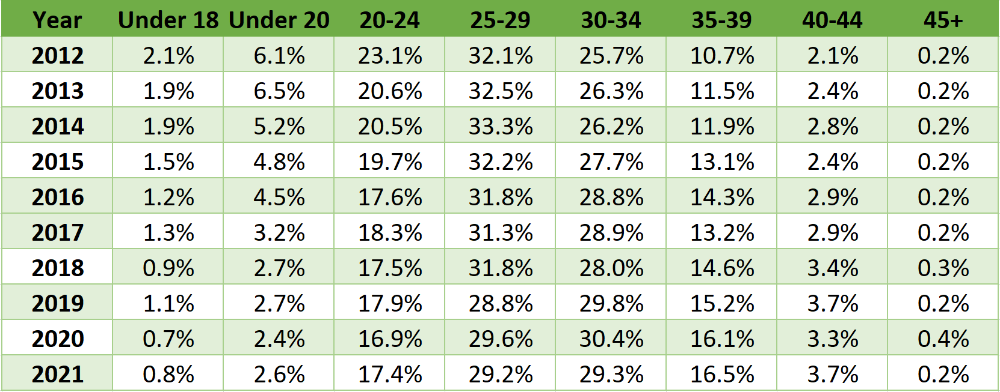 Year Under 18 Under 20 20-24 25-29 30-34 35-39 40-44 45+
2012 2.1% 6.1% 23.1% 32.1% 25.7% 10.7% 2.1% 0.2%
2013 1.9% 6.5% 20.6% 32.5% 26.3% 11.5% 2.4% 0.2%
2014 1.9% 5.2% 20.5% 33.3% 26.2% 11.9% 2.8% 0.2%
2015 1.5% 4.8% 19.7% 32.2% 27.7% 13.1% 2.4% 0.2%
2016 1.2% 4.5% 17.6% 31.8% 28.8% 14.3% 2.9% 0.2%
2017 1.3% 3.2% 18.3% 31.3% 28.9% 13.2% 2.9% 0.2%
2018 0.9% 2.7% 17.5% 31.8% 28.0% 14.6% 3.4% 0.3%
2019 1.1% 2.7% 17.9% 28.8% 29.8% 15.2% 3.7% 0.2%
2020 0.7% 2.4% 16.9% 29.6% 30.4% 16.1% 3.3% 0.4%
2021 0.8% 2.6% 17.4% 29.2% 29.3% 16.5% 3.7% 0.2%